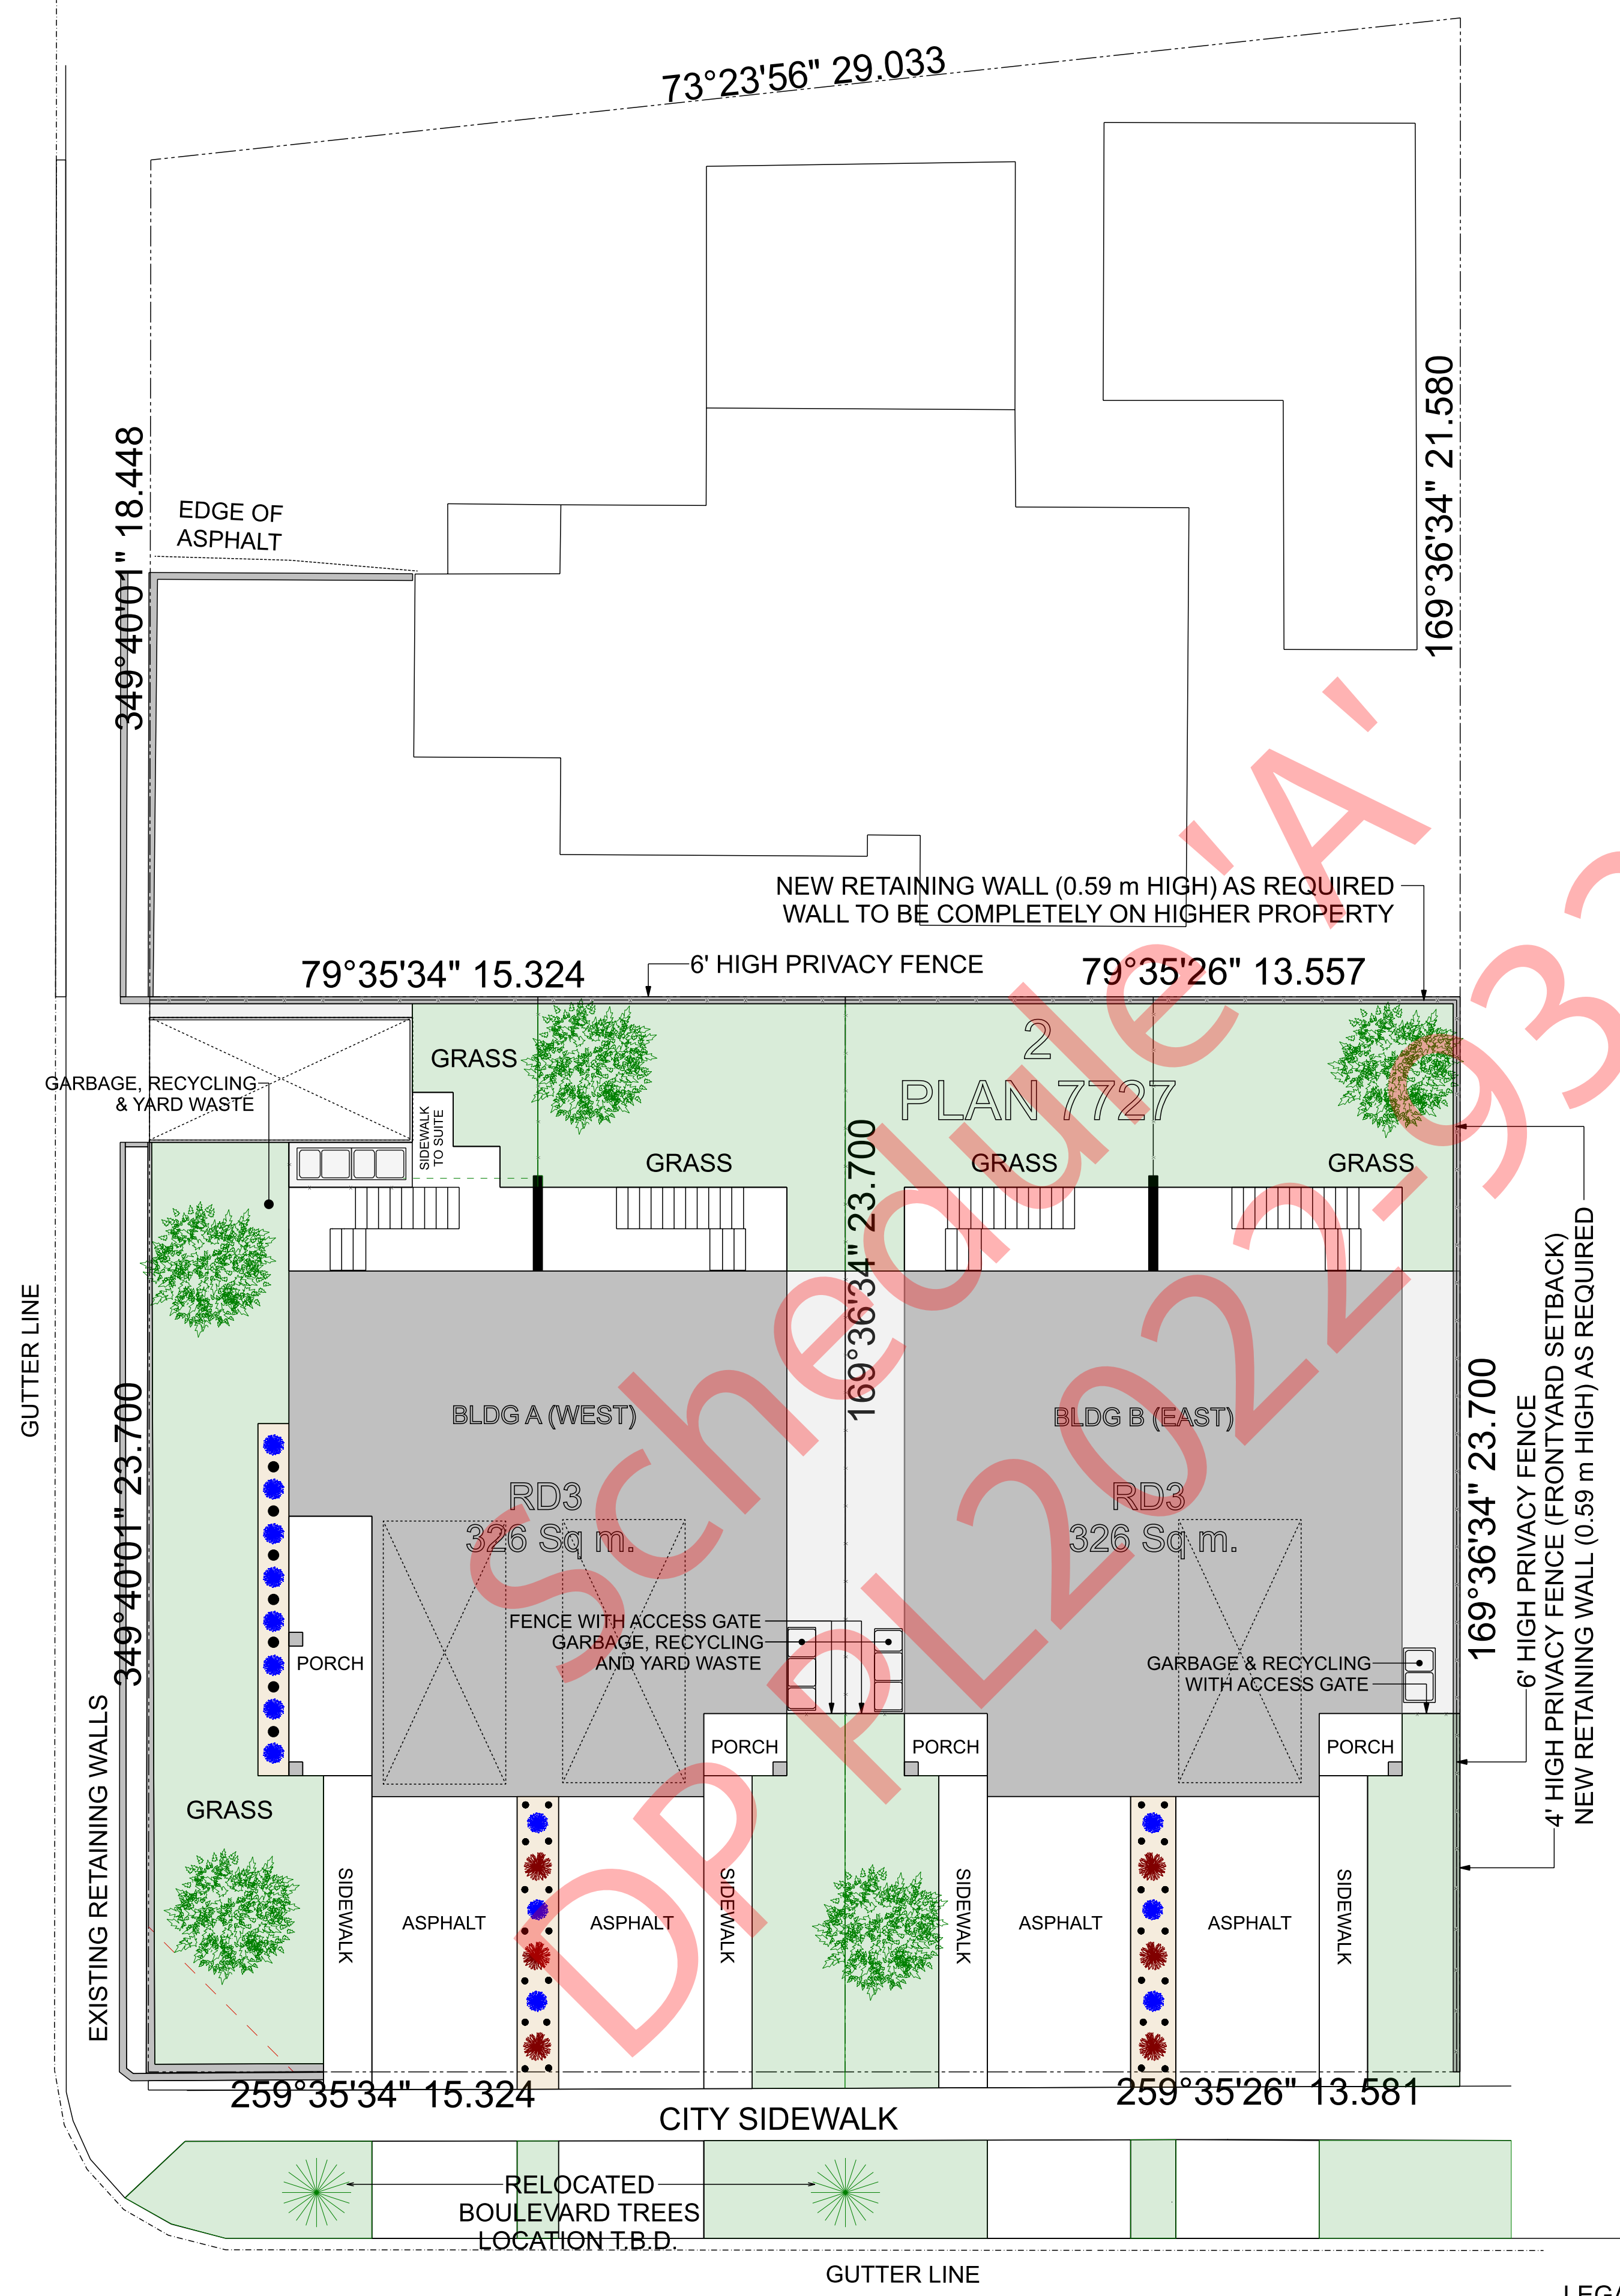 73°23'56" 29.033
349°40'01" 18.448
169°36'34" 21.580
EDGE OF
ASPHALT
NEW RETAINING WALL (0.59 m HIGH) AS REQUIRED
WALL TO BE COMPLETELY ON HIGHER PROPERTY
79°35'34" 15.324
6' HIGH PRIVACY FENCE
79°35'26" 13.557
GRASS
2
PLAN 7727
GARBAGE, RECYCLING
& YARD WASTE
SIDEWALK
TO SUITE
GRASS
GRASS
GRASS
169°36'34" 23.700
GUTTER LINE
349°40'01" 23.700
BLDG A (WEST)
RD3
326 Sq m.
BLDG B (EAST)
RD3
326 Sq m.
169°36'34" 23.700
6' HIGH PRIVACY FENCE
4' HIGH PRIVACY FENCE (FRONTYARD SETBACK)
NEW RETAINING WALL (0.59 m HIGH) AS REQUIRED
FENCE WITH ACCESS GATE
GARBAGE, RECYCLING
AND YARD WASTE
GARBAGE & RECYCLING
WITH ACCESS GATE
PORCH
PORCH
PORCH
PORCH
EXISTING RETAINING WALLS
GRASS
SIDEWALK
ASPHALT
ASPHALT
SIDEWALK
SIDEWALK
ASPHALT
ASPHALT
SIDEWALK
259°35'34" 15.324
259°35'26" 13.581
CITY SIDEWALK
RELOCATED
BOULEVARD TREES
LOCATION T.B.D.
GUTTER LINE
Schedule 'A'
DP PL2022-93